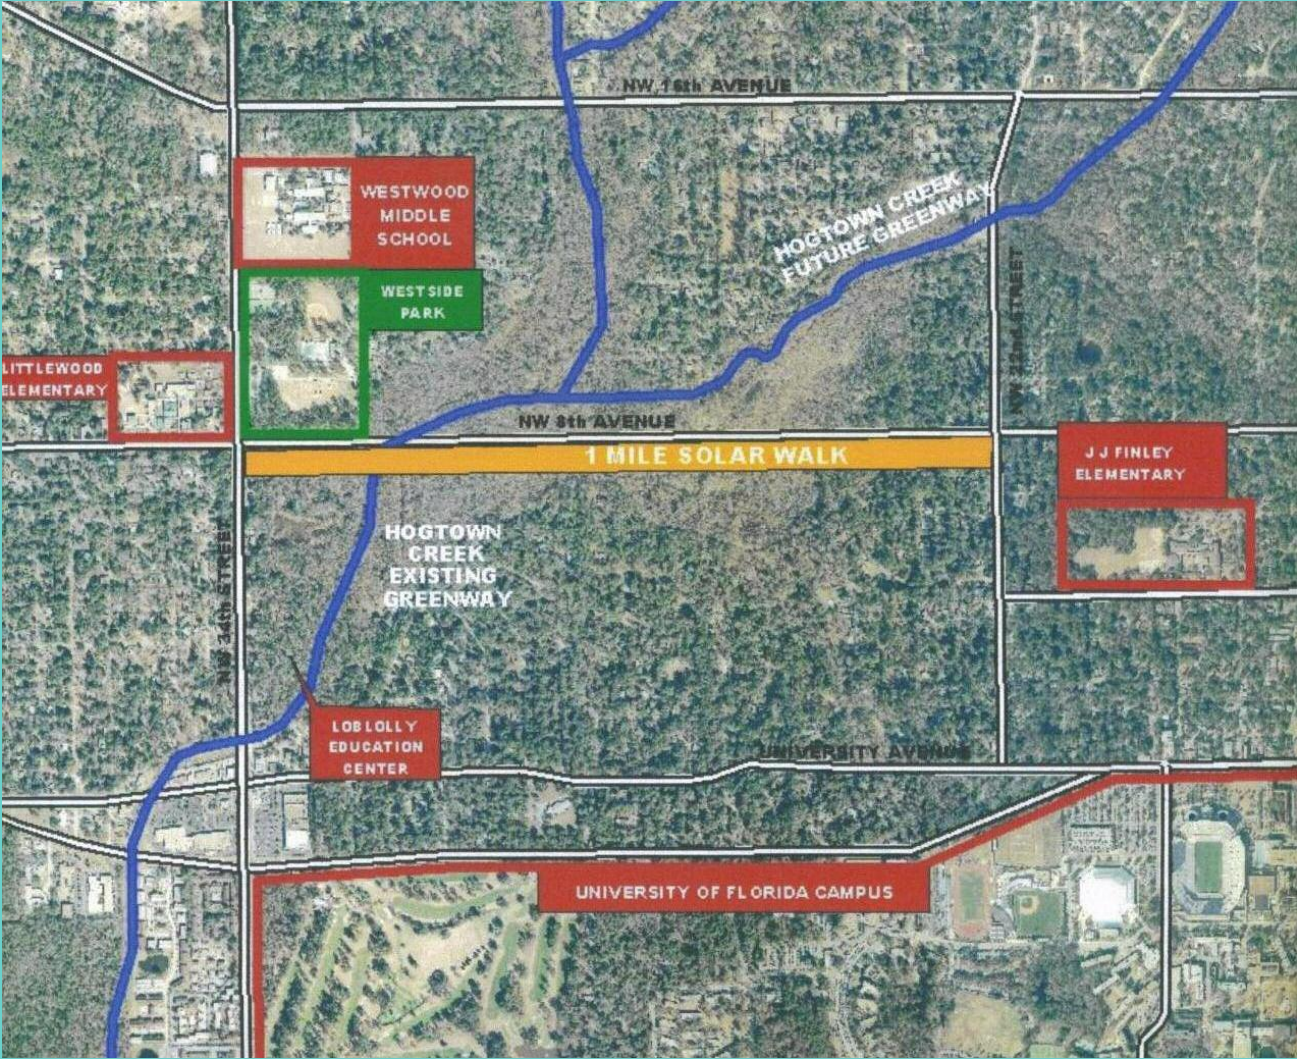 NW 16th AVENUE
WESTWOOD
MIDDLE
SCHOOL
HOGTOWN CREEK
FUTURE GREENWAY
WESTSIDE
PARK
NW 22nd STREET
LITTLEWOOD
ELEMENTARY
NW 8th AVENUE
1 MILE SOLAR WALK
J J FINLEY
ELEMENTARY
HOGTOWN
CREEK
EXISTING
GREENWAY
NW 34th STREET
LOBLOLLY
EDUCATION
CENTER
UNIVERSITY AVENUE
UNIVERSITY OF FLORIDA CAMPUS